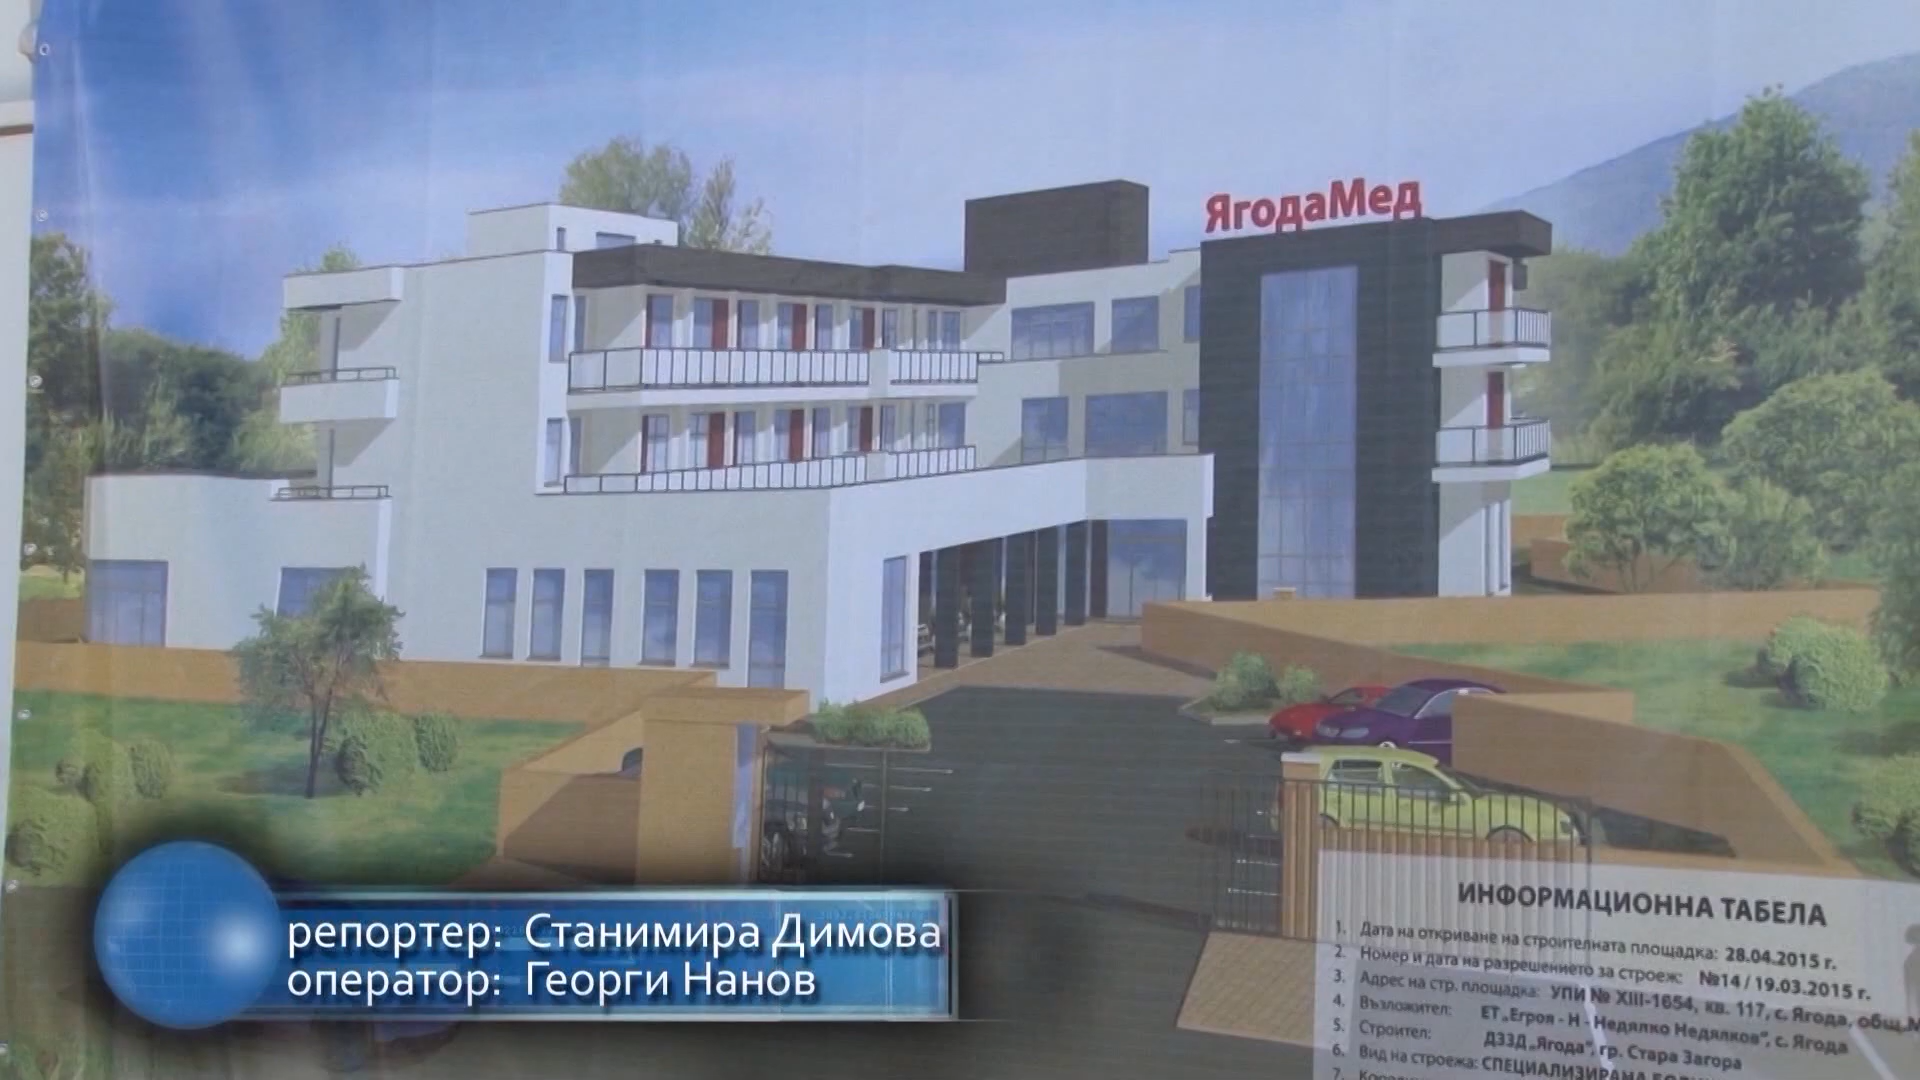 ЯгодаМед
ИНФОРМАЦИОННА ТАБЕЛА
1. Дата на откриване на строителната площадка: 28.04.2015 г.
2. Номер и дата на разрешението за строеж: №14 / 19.03.2015 г.
3. Адрес на стр. площадка: УПИ № XIII-1654, кв. 117, с. Ягода, общ.М
4. Възложител: ЕТ „Егроя - Н - Недялко Недялков", с. Ягода
5. Строител: ДЗЗД „Ягода", гр. Стара Загора
6. Вид на строежа: СПЕЦИАЛИЗИРАНА
7.
репортер: Станимира Димова
оператор: Георги Нанов